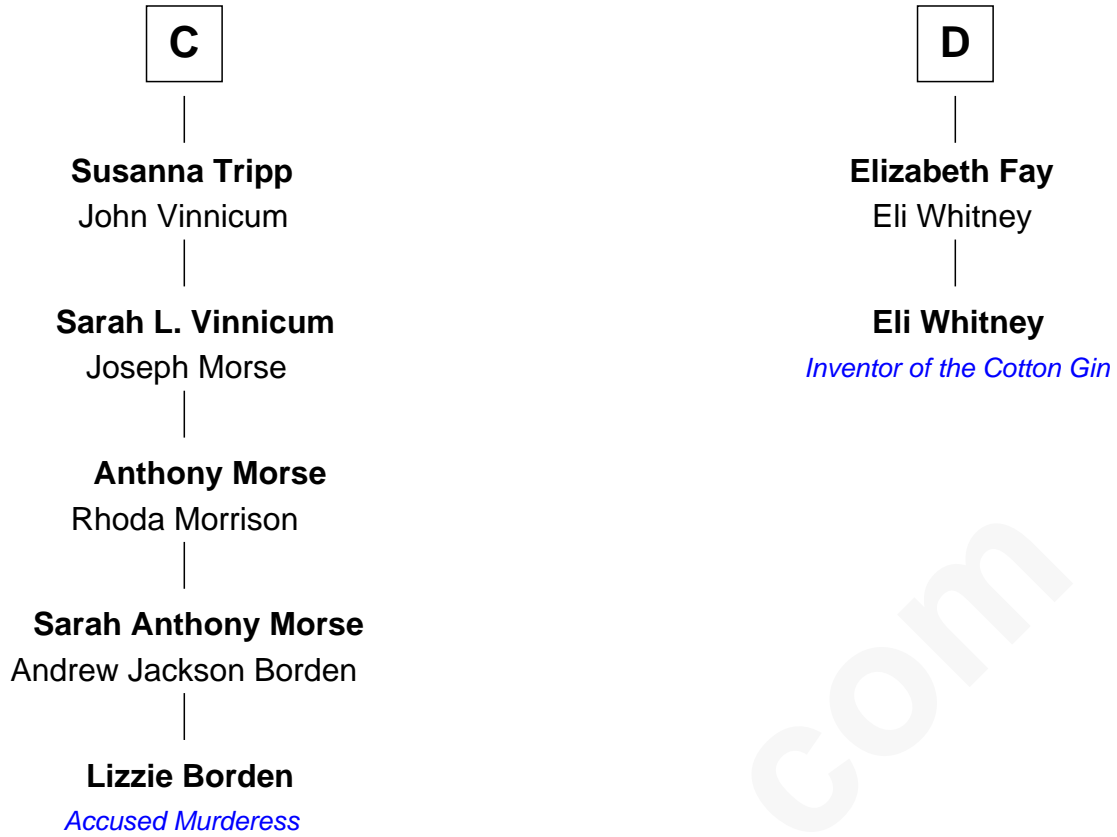 C
Susanna Tripp
John Vinnicum
Sarah L. Vinnicum
Joseph Morse
Anthony Morse
Rhoda Morrison
Sarah Anthony Morse
Andrew Jackson Borden
Lizzie Borden
Accused Murderess
D
Elizabeth Fay
Eli Whitney
Eli Whitney
Inventor of the Cotton Gin
com